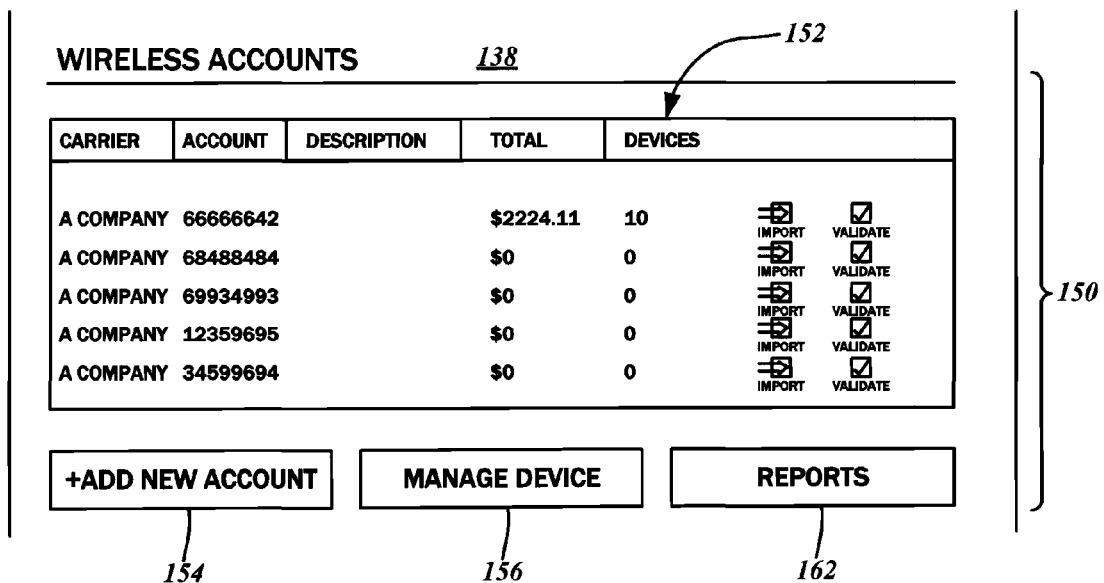 152
WIRELESS ACCOUNTS 138
CARRIER ACCOUNT DESCRIPTION TOTAL DEVICES
A COMPANY 66666642 $2224.11 10
IMPORT VALIDATE
A COMPANY 68488484 $0 0
IMPORT VALIDATE
A COMPANY 69934993 $0 0
IMPORT VALIDATE
A COMPANY 12359695 $0 0
IMPORT VALIDATE
A COMPANY 34599694 $0 0
IMPORT VALIDATE
150
+ADD NEW ACCOUNT MANAGE DEVICE REPORTS
154 156 162